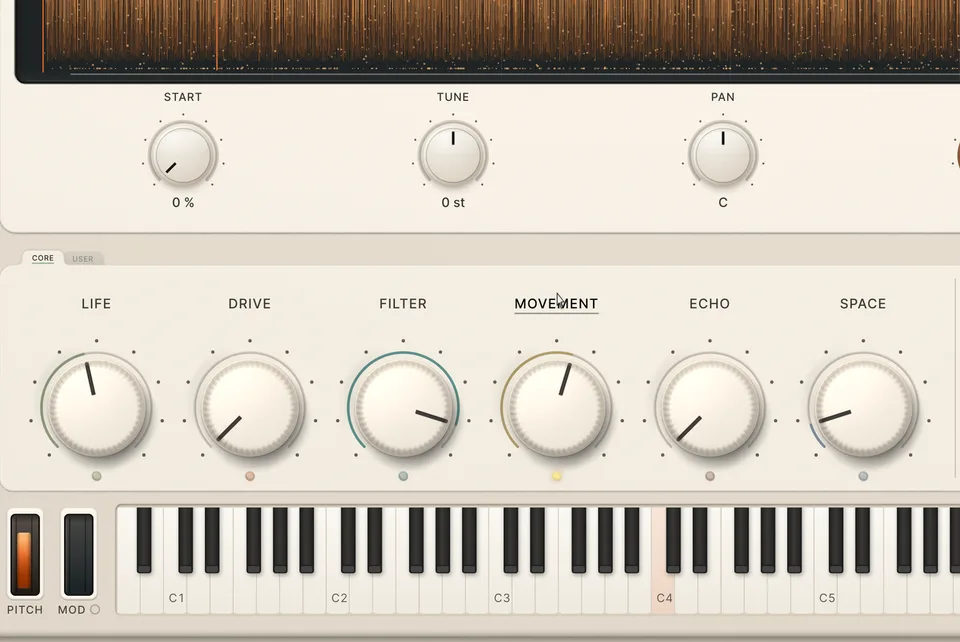 START TUNE PAN
0 % 0 st C
CORE USER
LIFE DRIVE FILTER MOVEMENT ECHO SPACE
C1 C2 C3 C4 C5
PITCH MOD